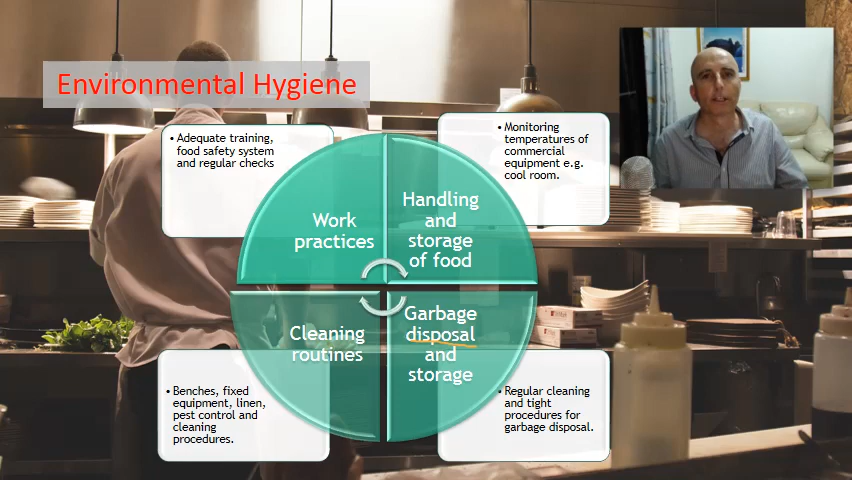 Environmental Hygiene
• Adequate training,
food safety system
and regular checks
• Monitoring
temperatures of
commercial
equipment e.g.
cool room.
Work
practices
Handling
and
storage
of food
Cleaning
routines
Garbage
disposal
and
storage
• Benches, fixed
equipment, linen,
pest control and
cleaning
procedures.
• Regular cleaning
and tight
procedures for
garbage disposal.